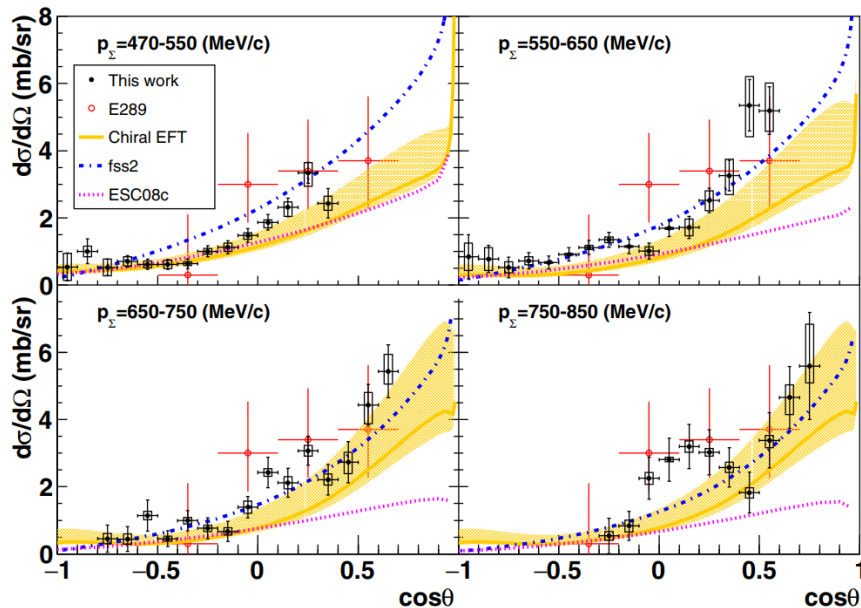 dσ/dΩ (mb/sr)
8
6
4
2
0
p_Σ=470-550 (MeV/c)
This work
E289
Chiral EFT
fss2
ESC08c
p_Σ=550-650 (MeV/c)
dσ/dΩ (mb/sr)
6
4
2
0
p_Σ=650-750 (MeV/c)
p_Σ=750-850 (MeV/c)
−1 −0.5 0 0.5 −1 −0.5 0 0.5 1
cosθ cosθ